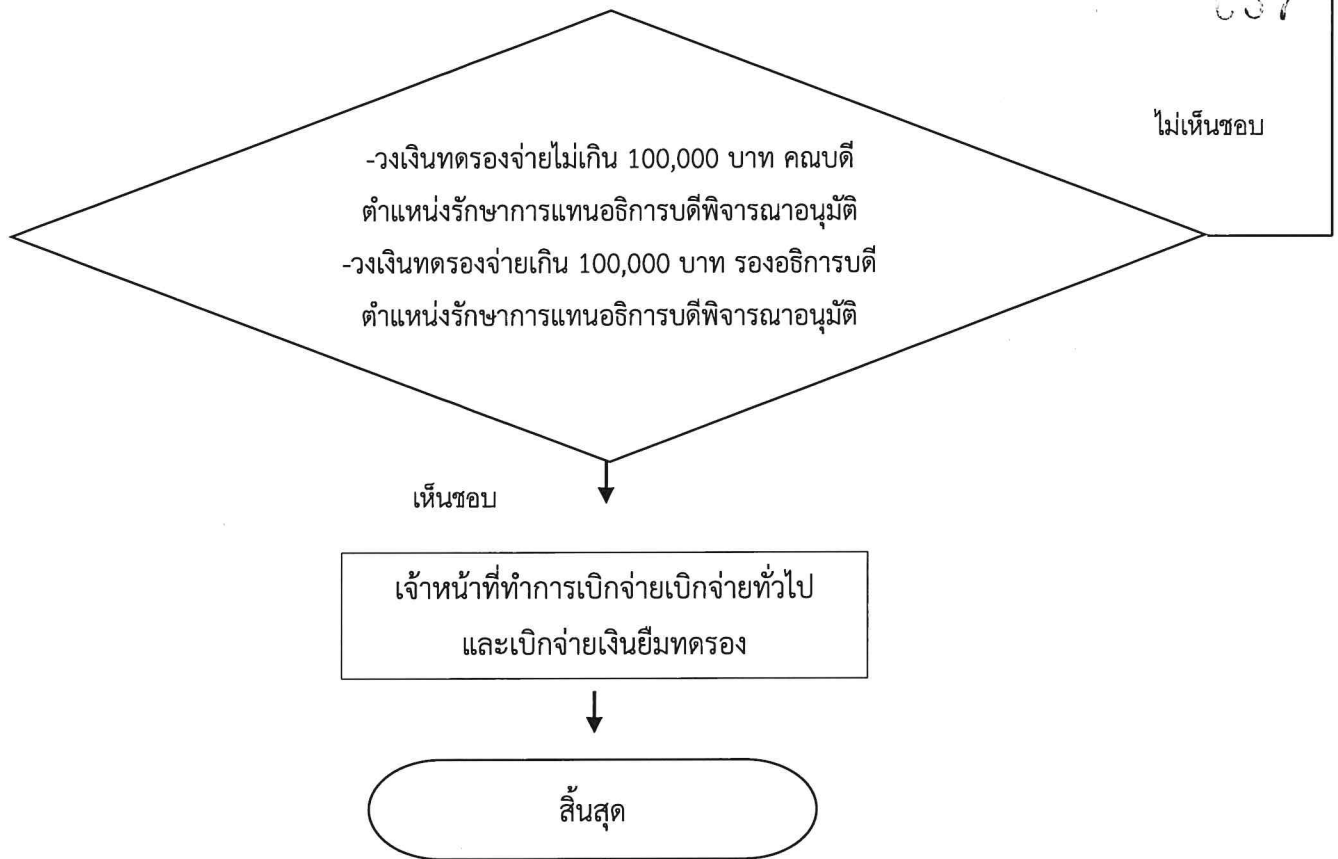 ไม่เห็นชอบ
-วงเงินทดรองจ่ายไม่เกิน 100,000 บาท คณบดี
ตำแหน่งรักษาการแทนอธิการบดีพิจารณาอนุมัติ
-วงเงินทดรองจ่ายเกิน 100,000 บาท รองอธิการบดี
ตำแหน่งรักษาการแทนอธิการบดีพิจารณาอนุมัติ
เห็นชอบ
เจ้าหน้าที่ทำการเบิกจ่ายเบิกจ่ายทั่วไป
และเบิกจ่ายเงินยืมทดรอง
สิ้นสุด